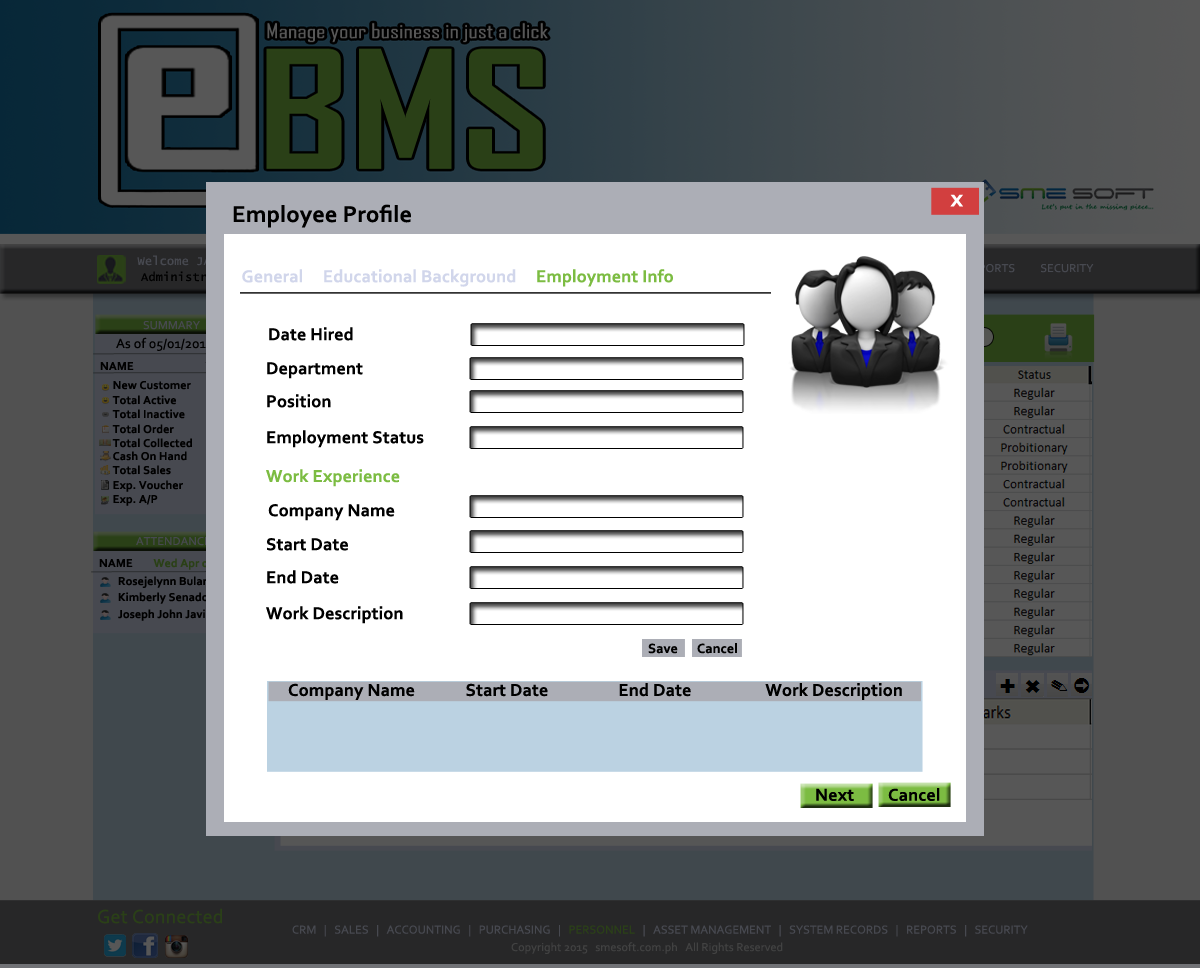 Manage your business in just a click
eBMS
SME SOFT
Let's put in the missing piece...
Employee Profile
X
Welcome
Administr
PORTS SECURITY
General Educational Background Employment Info
SUMMARY
As of 05/01/201
NAME
New Customer
Total Active
Total Inactive
Total Order
Total Collected
Cash On Hand
Total Sales
Exp. Voucher
Exp. A/P
ATTENDANC
NAME Wed Apr
Rosejelynn Bular
Kimberly Senado
Joseph John Javi
Date Hired
Department
Position
Employment Status
Work Experience
Company Name
Start Date
End Date
Work Description
Save Cancel
Company Name Start Date End Date Work Description
Next Cancel
Status
Regular
Regular
Contractual
Probitionary
Probitionary
Contractual
Contractual
Regular
Regular
Regular
Regular
Regular
Regular
Regular
Regular
arks
Get Connected
CRM | SALES | ACCOUNTING | PURCHASING | PERSONNEL | ASSET MANAGEMENT | SYSTEM RECORDS | REPORTS | SECURITY
Copyright 2015 smesoft.com.ph All Rights Reserved